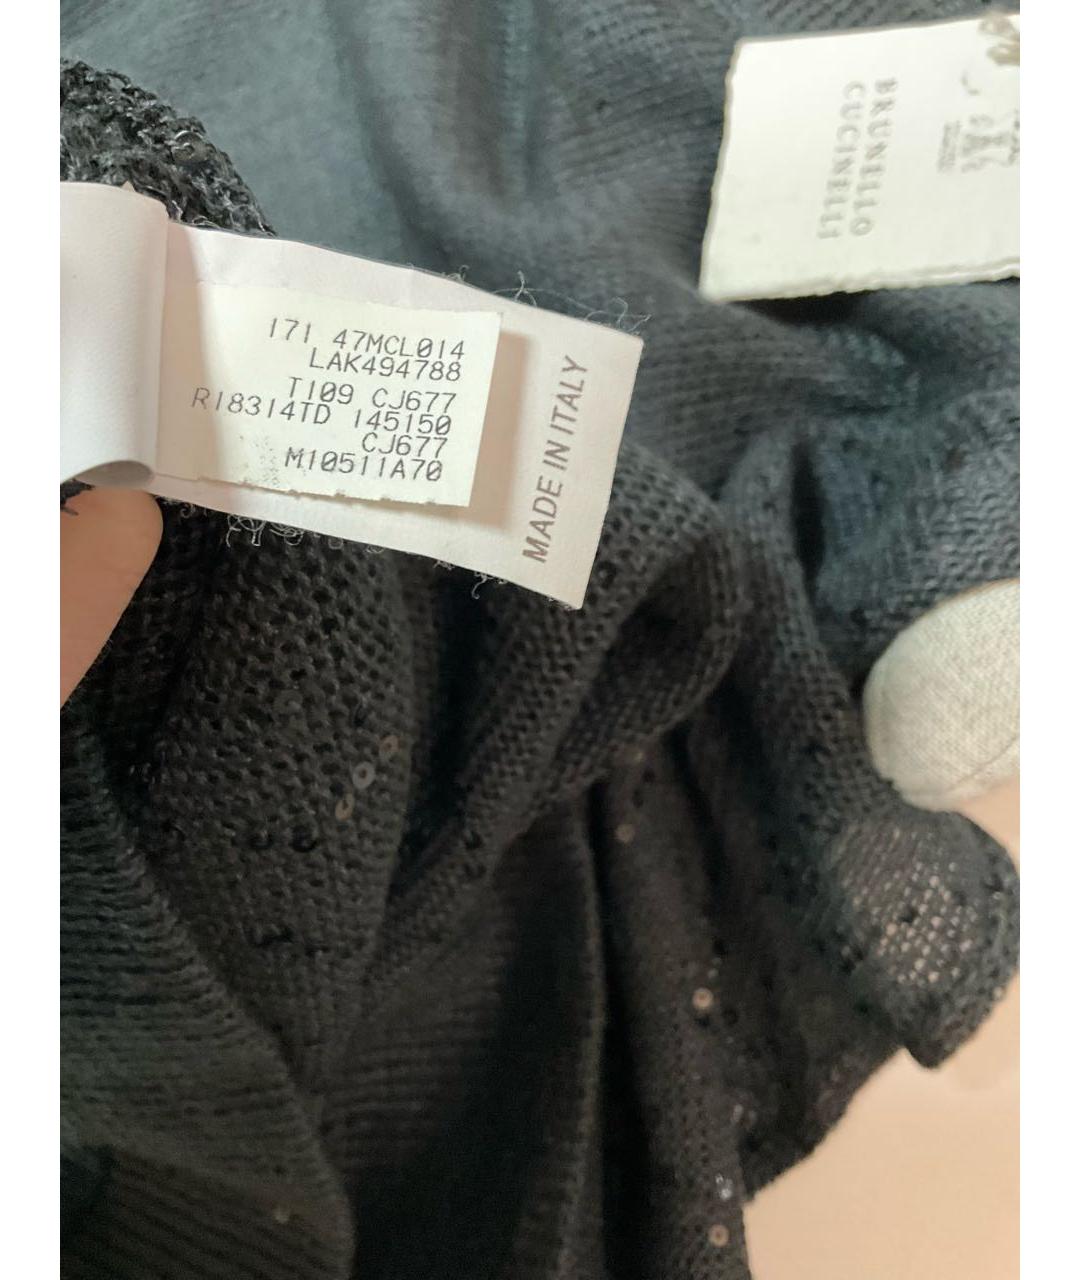 171 47MCL014
LAK494788
T109 CJ677
R18314TD 145150
CJ677
M10511A70
MADE IN ITALY
BRUNELLO
CUCINELLI